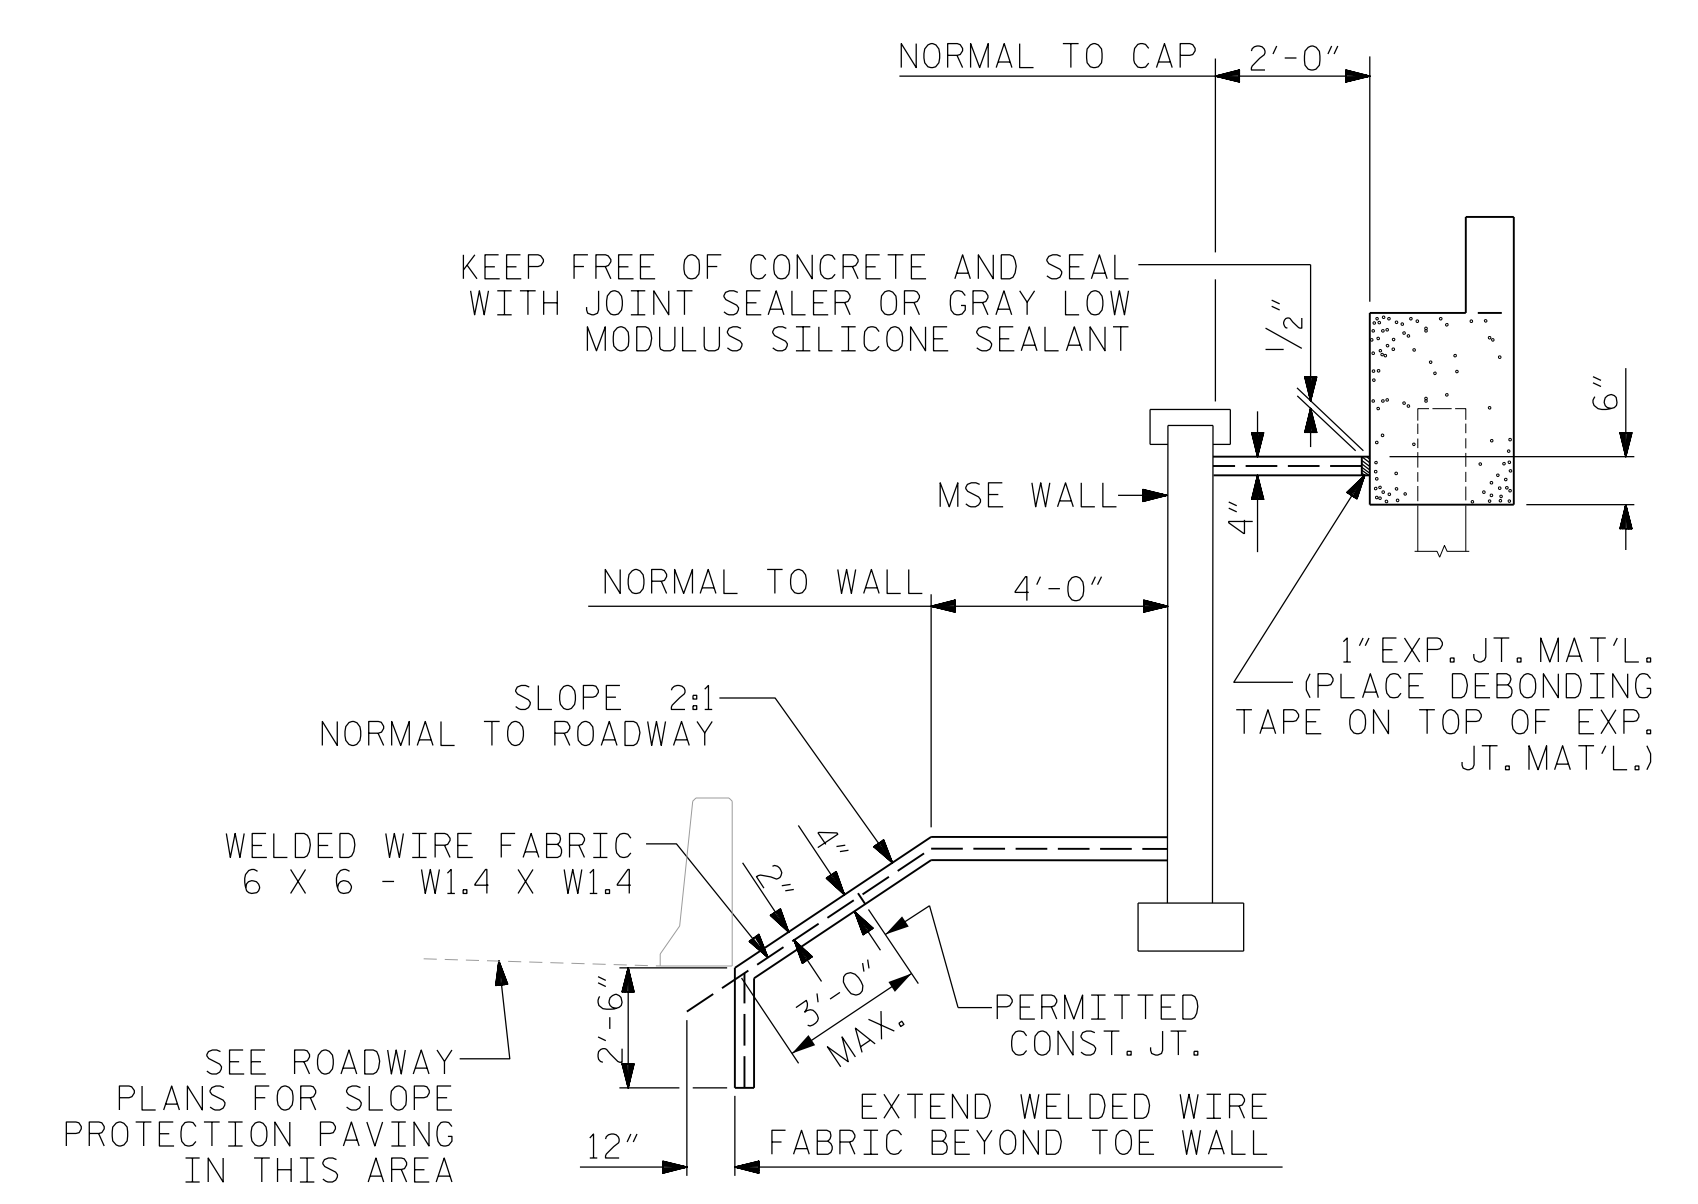 NORMAL TO CAP
2'-0"
KEEP FREE OF CONCRETE AND SEAL
WITH JOINT SEALER OR GRAY LOW
MODULUS SILICONE SEALANT
1/2"
6"
MSE WALL
4"
NORMAL TO WALL
4'-0"
1" EXP. JT. MAT'L.
(PLACE DEBONDING
TAPE ON TOP OF EXP.
JT. MAT'L.)
SLOPE 2:1
NORMAL TO ROADWAY
WELDED WIRE FABRIC
6 X 6 - W1.4 X W1.4
4"
2"
3'-0"
MAX.
2'-6"
PERMITTED
CONST. JT.
SEE ROADWAY
PLANS FOR SLOPE
PROTECTION PAVING
IN THIS AREA
12"
EXTEND WELDED WIRE
FABRIC BEYOND TOE WALL